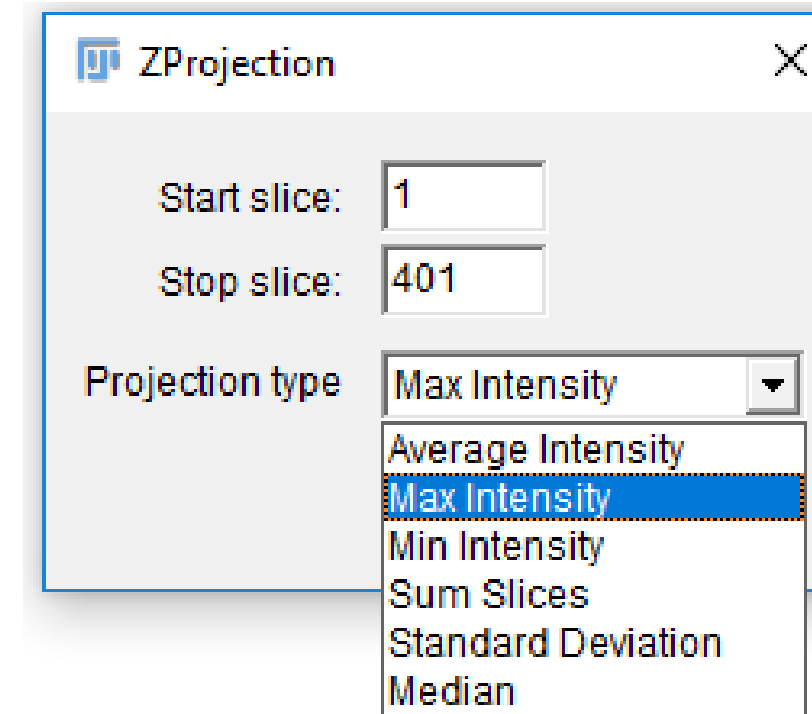 ZProjection
Start slice: 1
Stop slice: 401
Projection type Max Intensity
Average Intensity
Max Intensity
Min Intensity
Sum Slices
Standard Deviation
Median